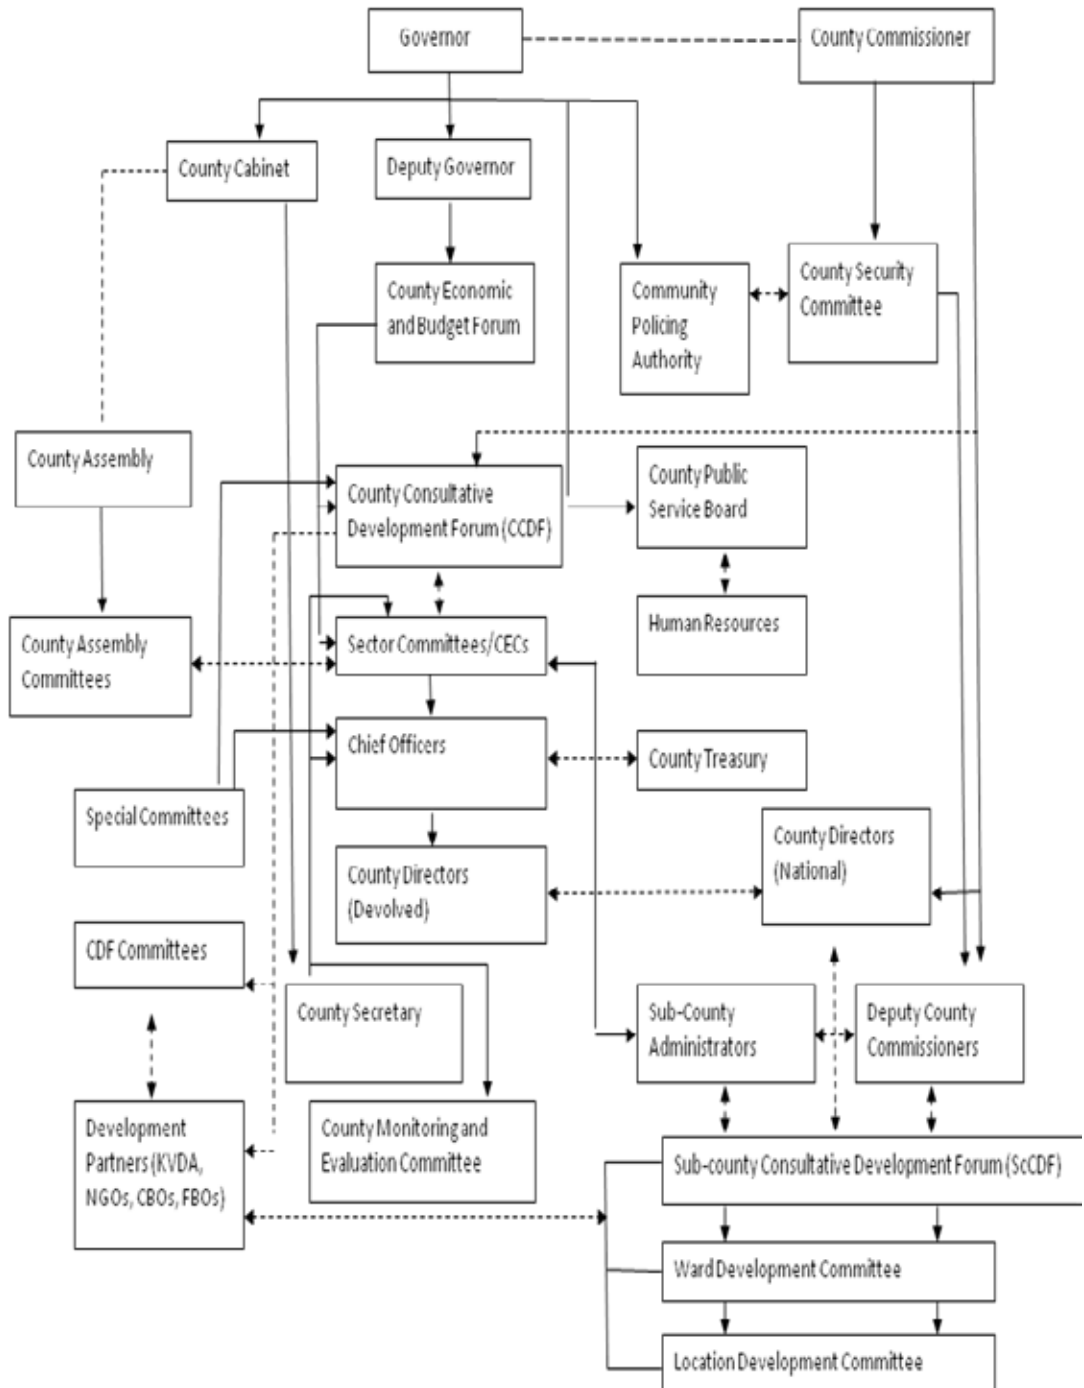 Governor
County Commissioner
County Cabinet
Deputy Governor
County Economic
and Budget Forum
Community
Policing
Authority
County Security
Committee
County Assembly
County Consultative
Development Forum (CCDF)
County Public
Service Board
County Assembly
Committees
Sector Committees/CECs
Human Resources
Chief Officers
County Treasury
Special Committees
County Directors
(Devolved)
County Directors
(National)
CDF Committees
County Secretary
Sub-County
Administrators
Deputy County
Commissioners
Development
Partners (KVDA,
NGOs, CBOs, FBOs)
County Monitoring and
Evaluation Committee
Sub-county Consultative Development Forum (ScCDF)
Ward Development Committee
Location Development Committee